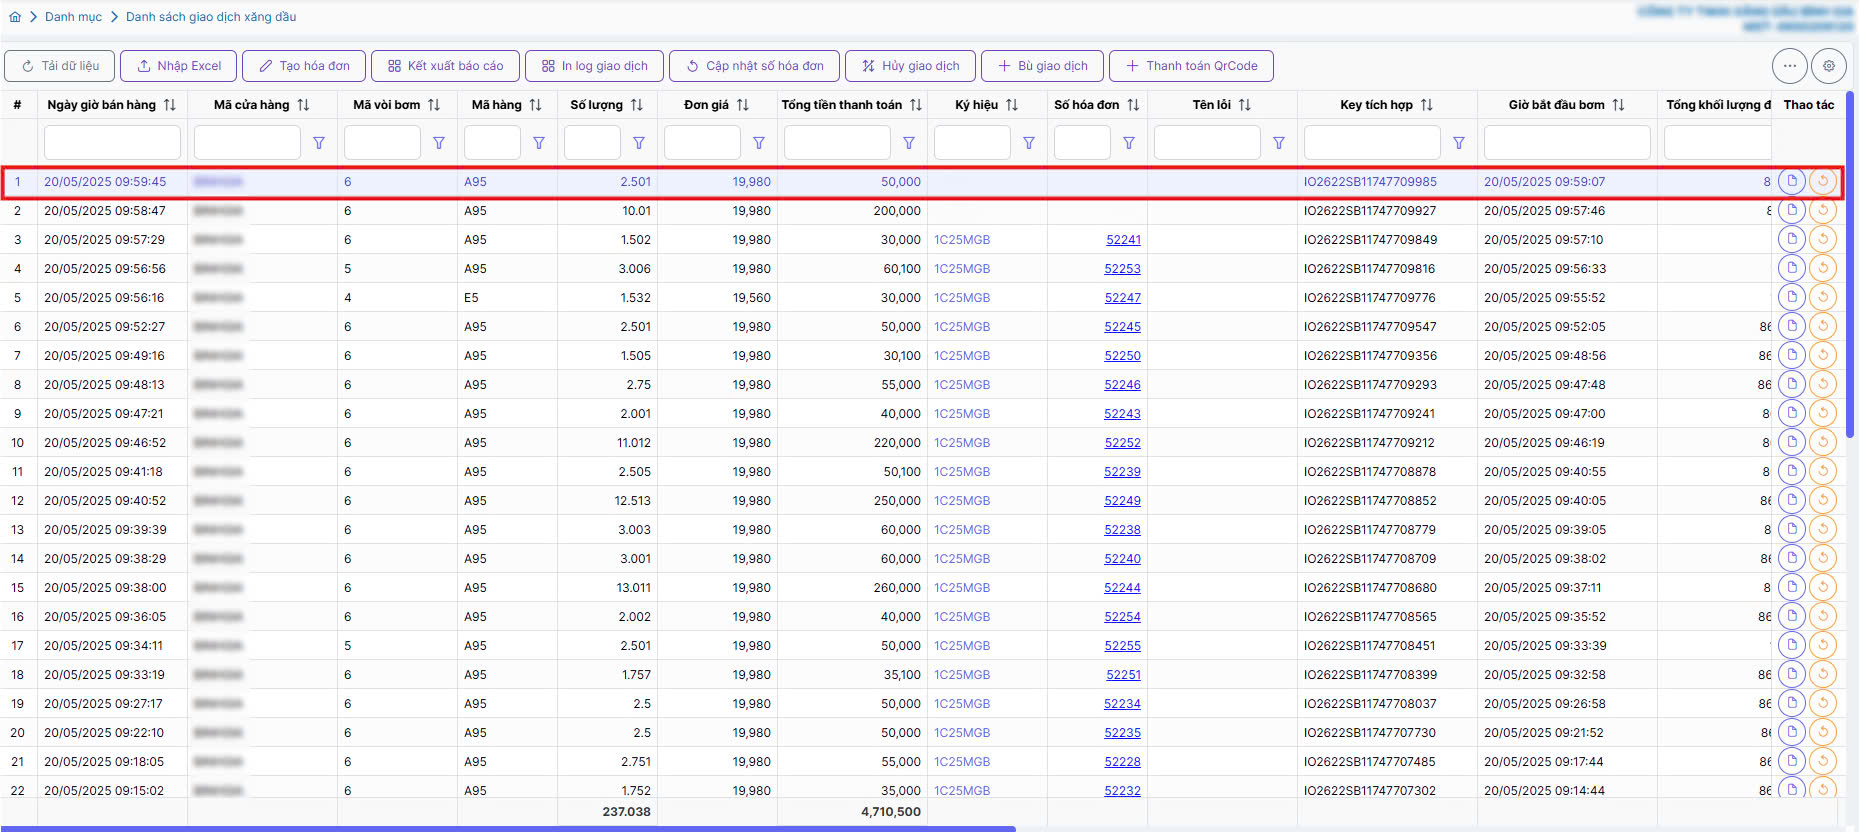 Danh mục > Danh sách giao dịch xăng dầu
Tải dữ liệu Nhập Excel Tạo hóa đơn Kết xuất báo cáo In log giao dịch Cập nhật số hóa đơn Hủy giao dịch Bù giao dịch Thanh toán QrCode
# Ngày giờ bán hàng Mã cửa hàng Mã vòi bơm Mã hàng Số lượng Đơn giá Tổng tiền thanh toán Ký hiệu Số hóa đơn Tên lỗi Key tích hợp Giờ bắt đầu bơm Tổng khối lượng đ Thao tác
1 20/05/2025 09:59:45 6 A95 2.501 19,980 50,000 IO2622SB11747709985 20/05/2025 09:59:07 8
2 20/05/2025 09:58:47 6 A95 10.01 19,980 200,000 IO2622SB11747709927 20/05/2025 09:57:46 8
3 20/05/2025 09:57:29 6 A95 1.502 19,980 30,000 1C25MGB 52241 IO2622SB11747709849 20/05/2025 09:57:10
4 20/05/2025 09:56:56 5 A95 3.006 19,980 60,100 1C25MGB 52253 IO2622SB11747709816 20/05/2025 09:56:33
5 20/05/2025 09:56:16 4 E5 1.532 19,560 30,000 1C25MGB 52247 IO2622SB11747709776 20/05/2025 09:55:52
6 20/05/2025 09:52:27 6 A95 2.501 19,980 50,000 1C25MGB 52245 IO2622SB11747709547 20/05/2025 09:52:05 86
7 20/05/2025 09:49:16 6 A95 1.505 19,980 30,100 1C25MGB 52250 IO2622SB11747709356 20/05/2025 09:48:56 86
8 20/05/2025 09:48:13 6 A95 2.75 19,980 55,000 1C25MGB 52246 IO2622SB11747709293 20/05/2025 09:47:48 86
9 20/05/2025 09:47:21 6 A95 2.001 19,980 40,000 1C25MGB 52243 IO2622SB11747709241 20/05/2025 09:47:00 8
10 20/05/2025 09:46:52 6 A95 11.012 19,980 220,000 1C25MGB 52252 IO2622SB11747709212 20/05/2025 09:46:19 8
11 20/05/2025 09:41:18 6 A95 2.505 19,980 50,100 1C25MGB 52239 IO2622SB11747708878 20/05/2025 09:40:55 8
12 20/05/2025 09:40:52 6 A95 12.513 19,980 250,000 1C25MGB 52249 IO2622SB11747708852 20/05/2025 09:40:05 86
13 20/05/2025 09:39:39 6 A95 3.003 19,980 60,000 1C25MGB 52238 IO2622SB11747708779 20/05/2025 09:39:05 8
14 20/05/2025 09:38:29 6 A95 3.001 19,980 60,000 1C25MGB 52240 IO2622SB11747708709 20/05/2025 09:38:02 86
15 20/05/2025 09:38:00 6 A95 13.011 19,980 260,000 1C25MGB 52244 IO2622SB11747708680 20/05/2025 09:37:11 8
16 20/05/2025 09:36:05 6 A95 2.002 19,980 40,000 1C25MGB 52254 IO2622SB11747708565 20/05/2025 09:35:52 86
17 20/05/2025 09:34:11 5 A95 2.501 19,980 50,000 1C25MGB 52255 IO2622SB11747708451 20/05/2025 09:33:39
18 20/05/2025 09:33:19 6 A95 1.757 19,980 35,100 1C25MGB 52251 IO2622SB11747708399 20/05/2025 09:32:58 86
19 20/05/2025 09:27:17 6 A95 2.5 19,980 50,000 1C25MGB 52234 IO2622SB11747708037 20/05/2025 09:26:58 86
20 20/05/2025 09:22:10 6 A95 2.5 19,980 50,000 1C25MGB 52235 IO2622SB11747707730 20/05/2025 09:21:52 86
21 20/05/2025 09:18:05 6 A95 2.751 19,980 55,000 1C25MGB 52228 IO2622SB11747707485 20/05/2025 09:17:44 86
22 20/05/2025 09:15:02 6 A95 1.752 19,980 35,000 1C25MGB 52232 IO2622SB11747707302 20/05/2025 09:14:44 86
237.038 4,710,500